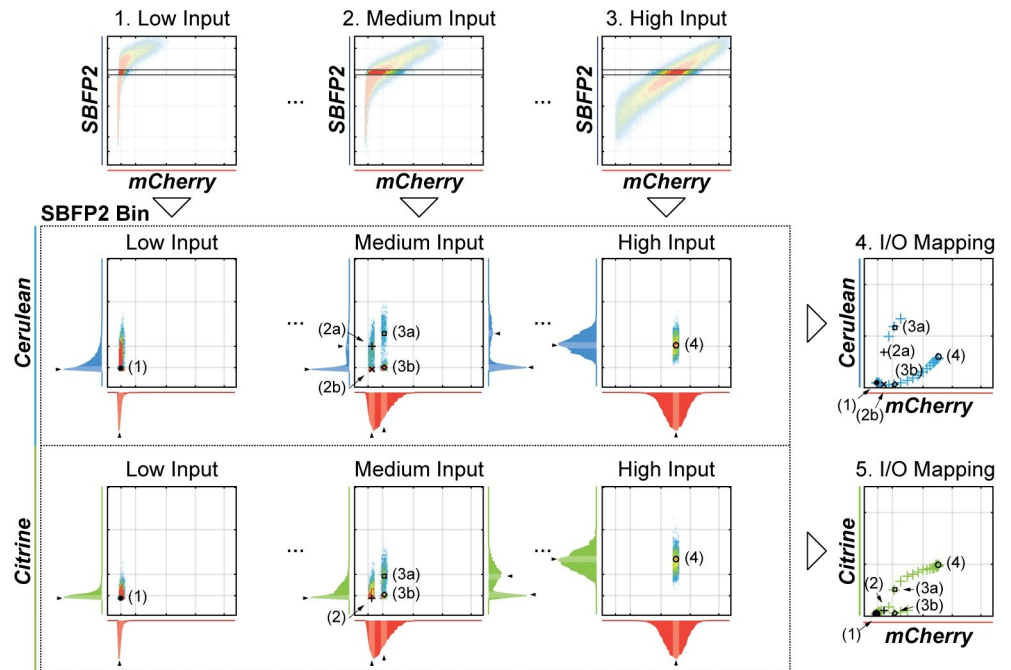 1. Low Input
2. Medium Input
3. High Input
SBFP2
SBFP2
SBFP2
...
...
mCherry
mCherry
mCherry
SBFP2 Bin
Low Input
Medium Input
High Input
4. I/O Mapping
Cerulean
...
...
Cerulean
(1)
(2a)
(2b)
(3a)
(3b)
(4)
(3a)
(2a)
(3b)
(4)
(1)
(2b)
mCherry
Low Input
Medium Input
High Input
5. I/O Mapping
Citrine
...
...
Citrine
(1)
(2)
(3a)
(3b)
(4)
(4)
(2)
(3a)
(3b)
(1)
mCherry